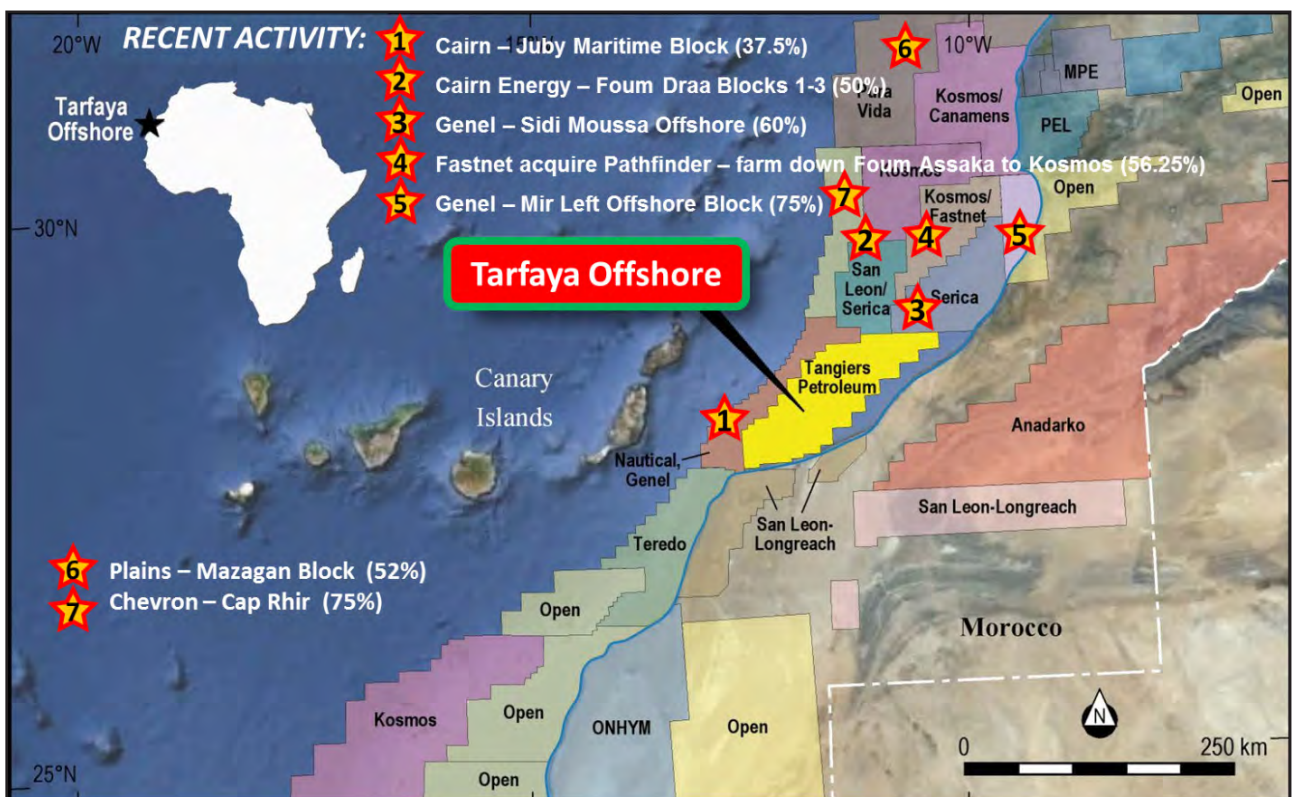 20°W
RECENT ACTIVITY:
15°W
10°W
1 Cairn – Juby Maritime Block (37.5%)
2 Cairn Energy – Foum Draa Blocks 1-3 (50%)
3 Genel – Sidi Moussa Offshore (60%)
4 Fastnet acquire Pathfinder – farm down Foum Assaka to Kosmos (56.25%)
5 Genel – Mir Left Offshore Block (75%)
Tarfaya
Offshore
6
MPE
Open
Para
Vida
Kosmos/
Canamens
PEL
Kosmos
Open
7
Kosmos/
Fastnet
30°N
2
4
5
Tarfaya Offshore
San
Leon/
Serica
Serica
3
Tangiers
Petroleum
Canary
Islands
1
Anadarko
Nautical,
Genel
San Leon-Longreach
San Leon-
Longreach
Teredo
6 Plains – Mazagan Block (52%)
7 Chevron – Cap Rhir (75%)
Open
Morocco
Kosmos
Open
ONHYM
Open
N
0
250 km
25°N
Open